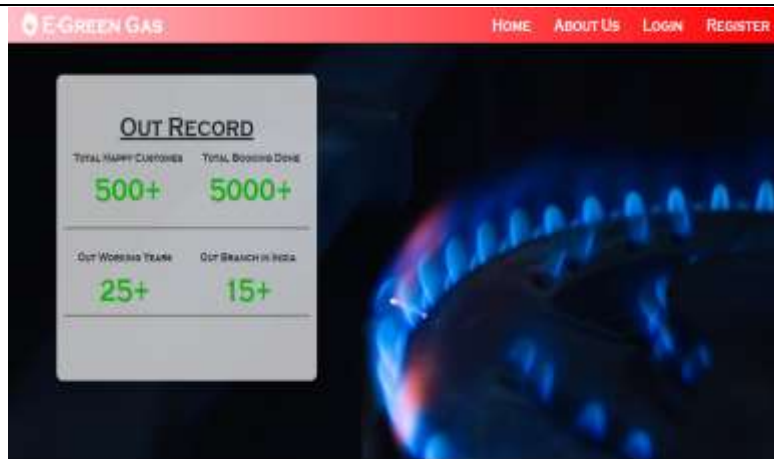 E-Green Gas
Home About Us Login Register
Out Record
Total Happy Customer Total Booking Done
500+ 5000+
Out Working Years Out Branch in India
25+ 15+